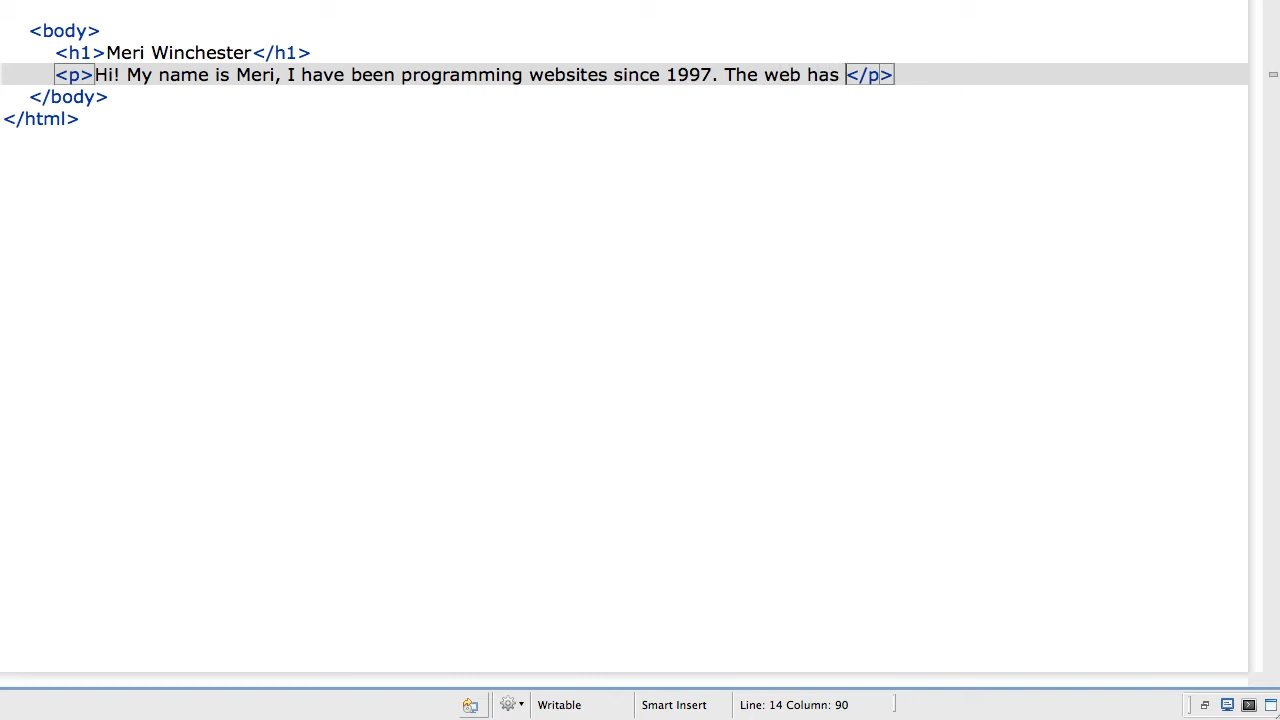 <body>
<h1>Meri Winchester</h1>
<p>Hi! My name is Meri, I have been programming websites since 1997. The web has </p>
</body>
</html>
Writable Smart Insert Line: 14 Column: 90